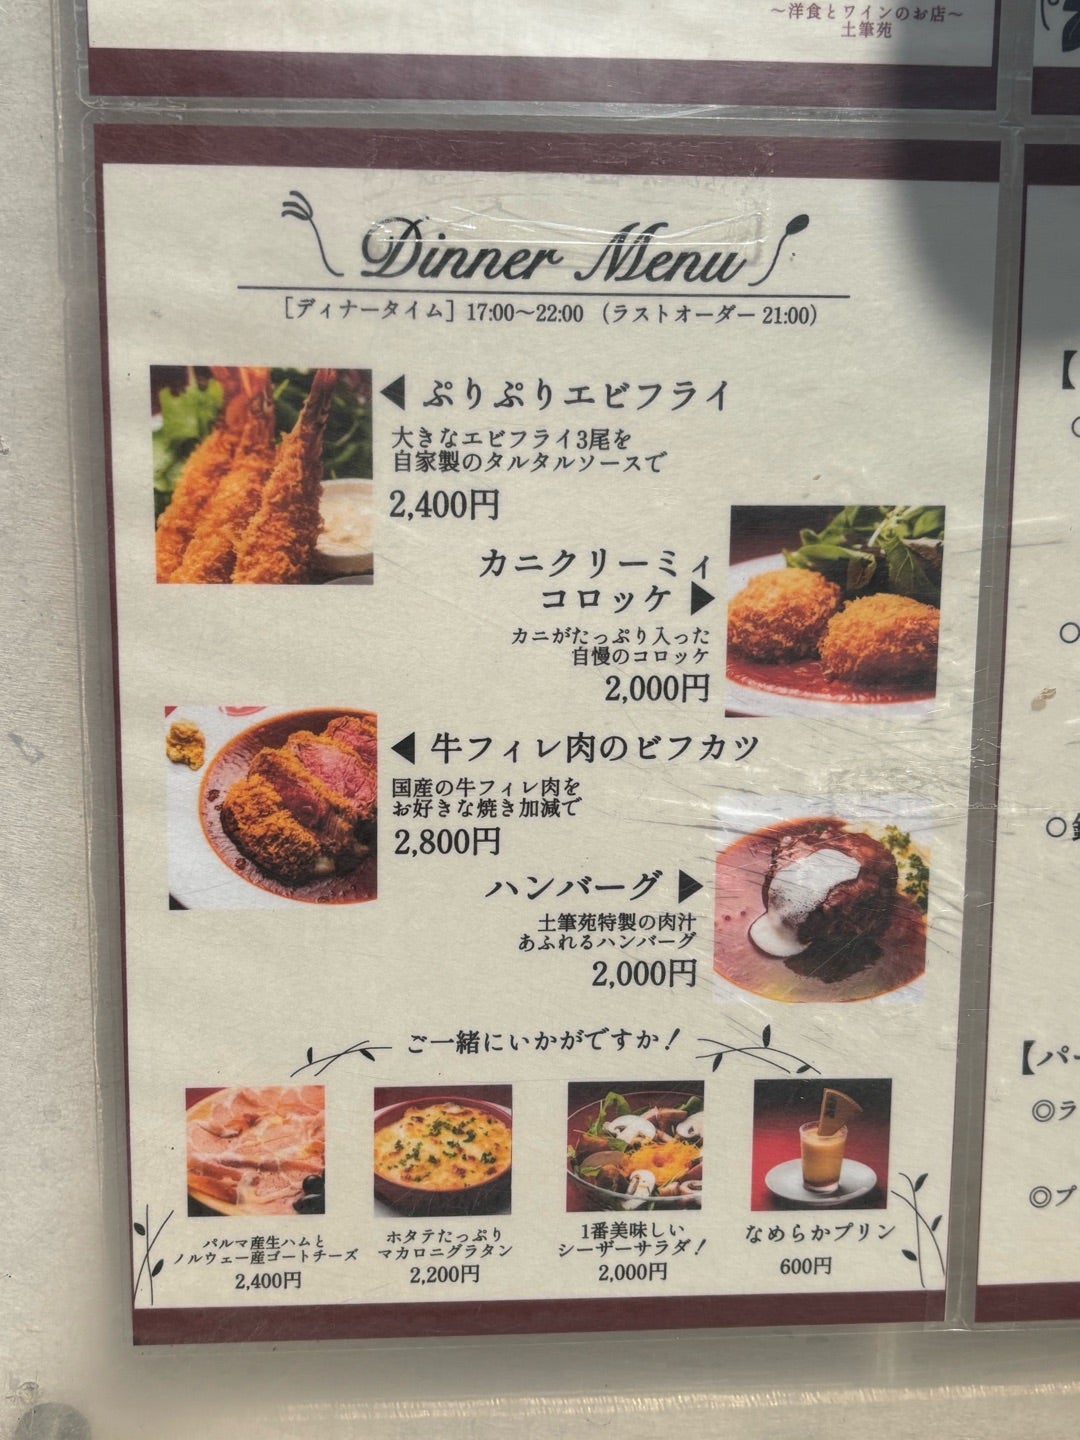 〜洋食とワインのお店〜
土筆苑
Dinner Menu
［ディナータイム］17:00〜22:00 （ラストオーダー 21:00）
◀ ぷりぷりエビフライ
大きなエビフライ3尾を
自家製のタルタルソースで
2,400円
カニクリーミィ
コロッケ ▶
カニがたっぷり入った
自慢のコロッケ
2,000円
◀ 牛フィレ肉のビフカツ
国産の牛フィレ肉を
お好きな焼き加減で
2,800円
ハンバーグ ▶
土筆苑特製の肉汁
あふれるハンバーグ
2,000円
ご一緒にいかがですか！
パルマ産生ハムと
ノルウェー産ゴートチーズ
2,400円
ホタテたっぷり
マカロニグラタン
2,200円
1番美味しい
シーザーサラダ！
2,000円
なめらかプリン
600円
【
○
○
○
【パー
◎ラ
◎プ